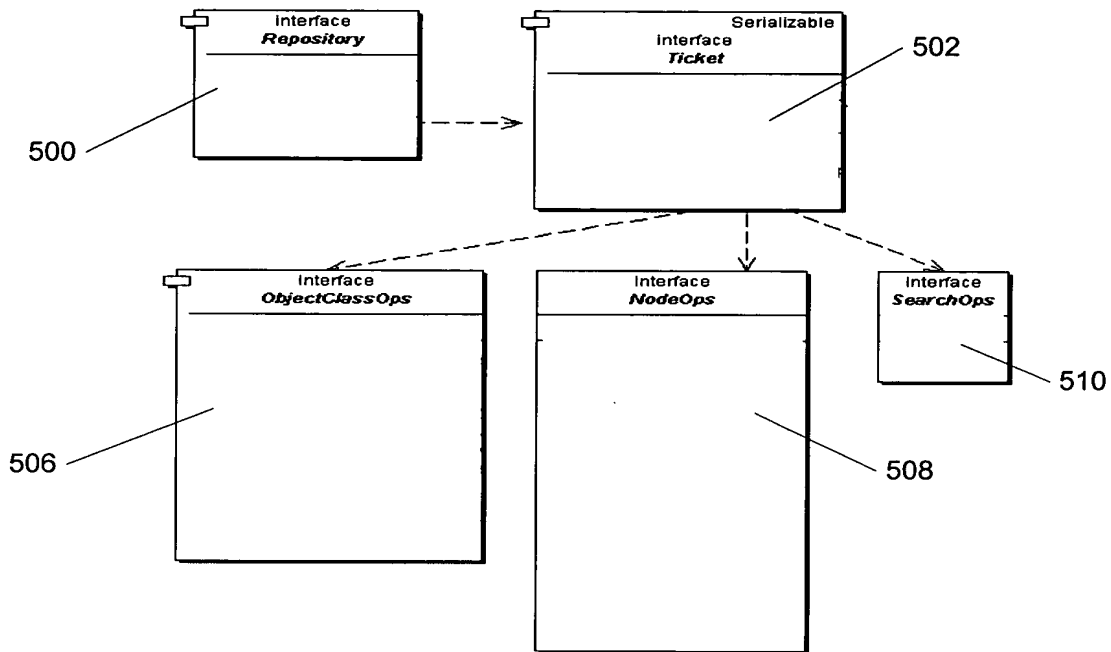 interface
Repository
Serializable
interface
Ticket
502
500
interface
ObjectClassOps
interface
NodeOps
interface
SearchOps
510
506
508